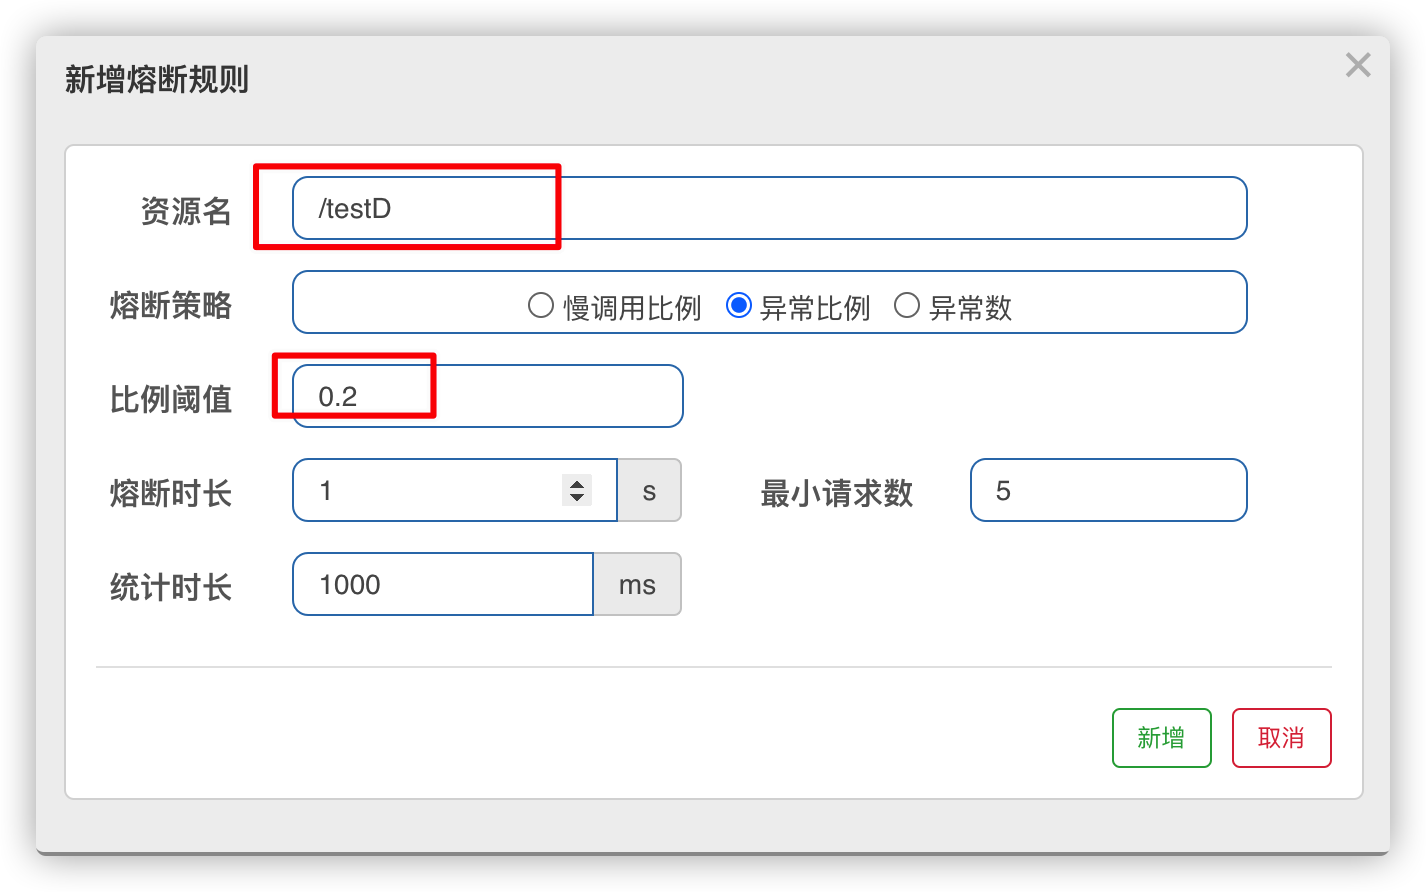 新增熔断规则
资源名 /testD
熔断策略 慢调用比例 异常比例 异常数
比例阈值 0.2
熔断时长 1 s 最小请求数 5
统计时长 1000 ms
新增 取消